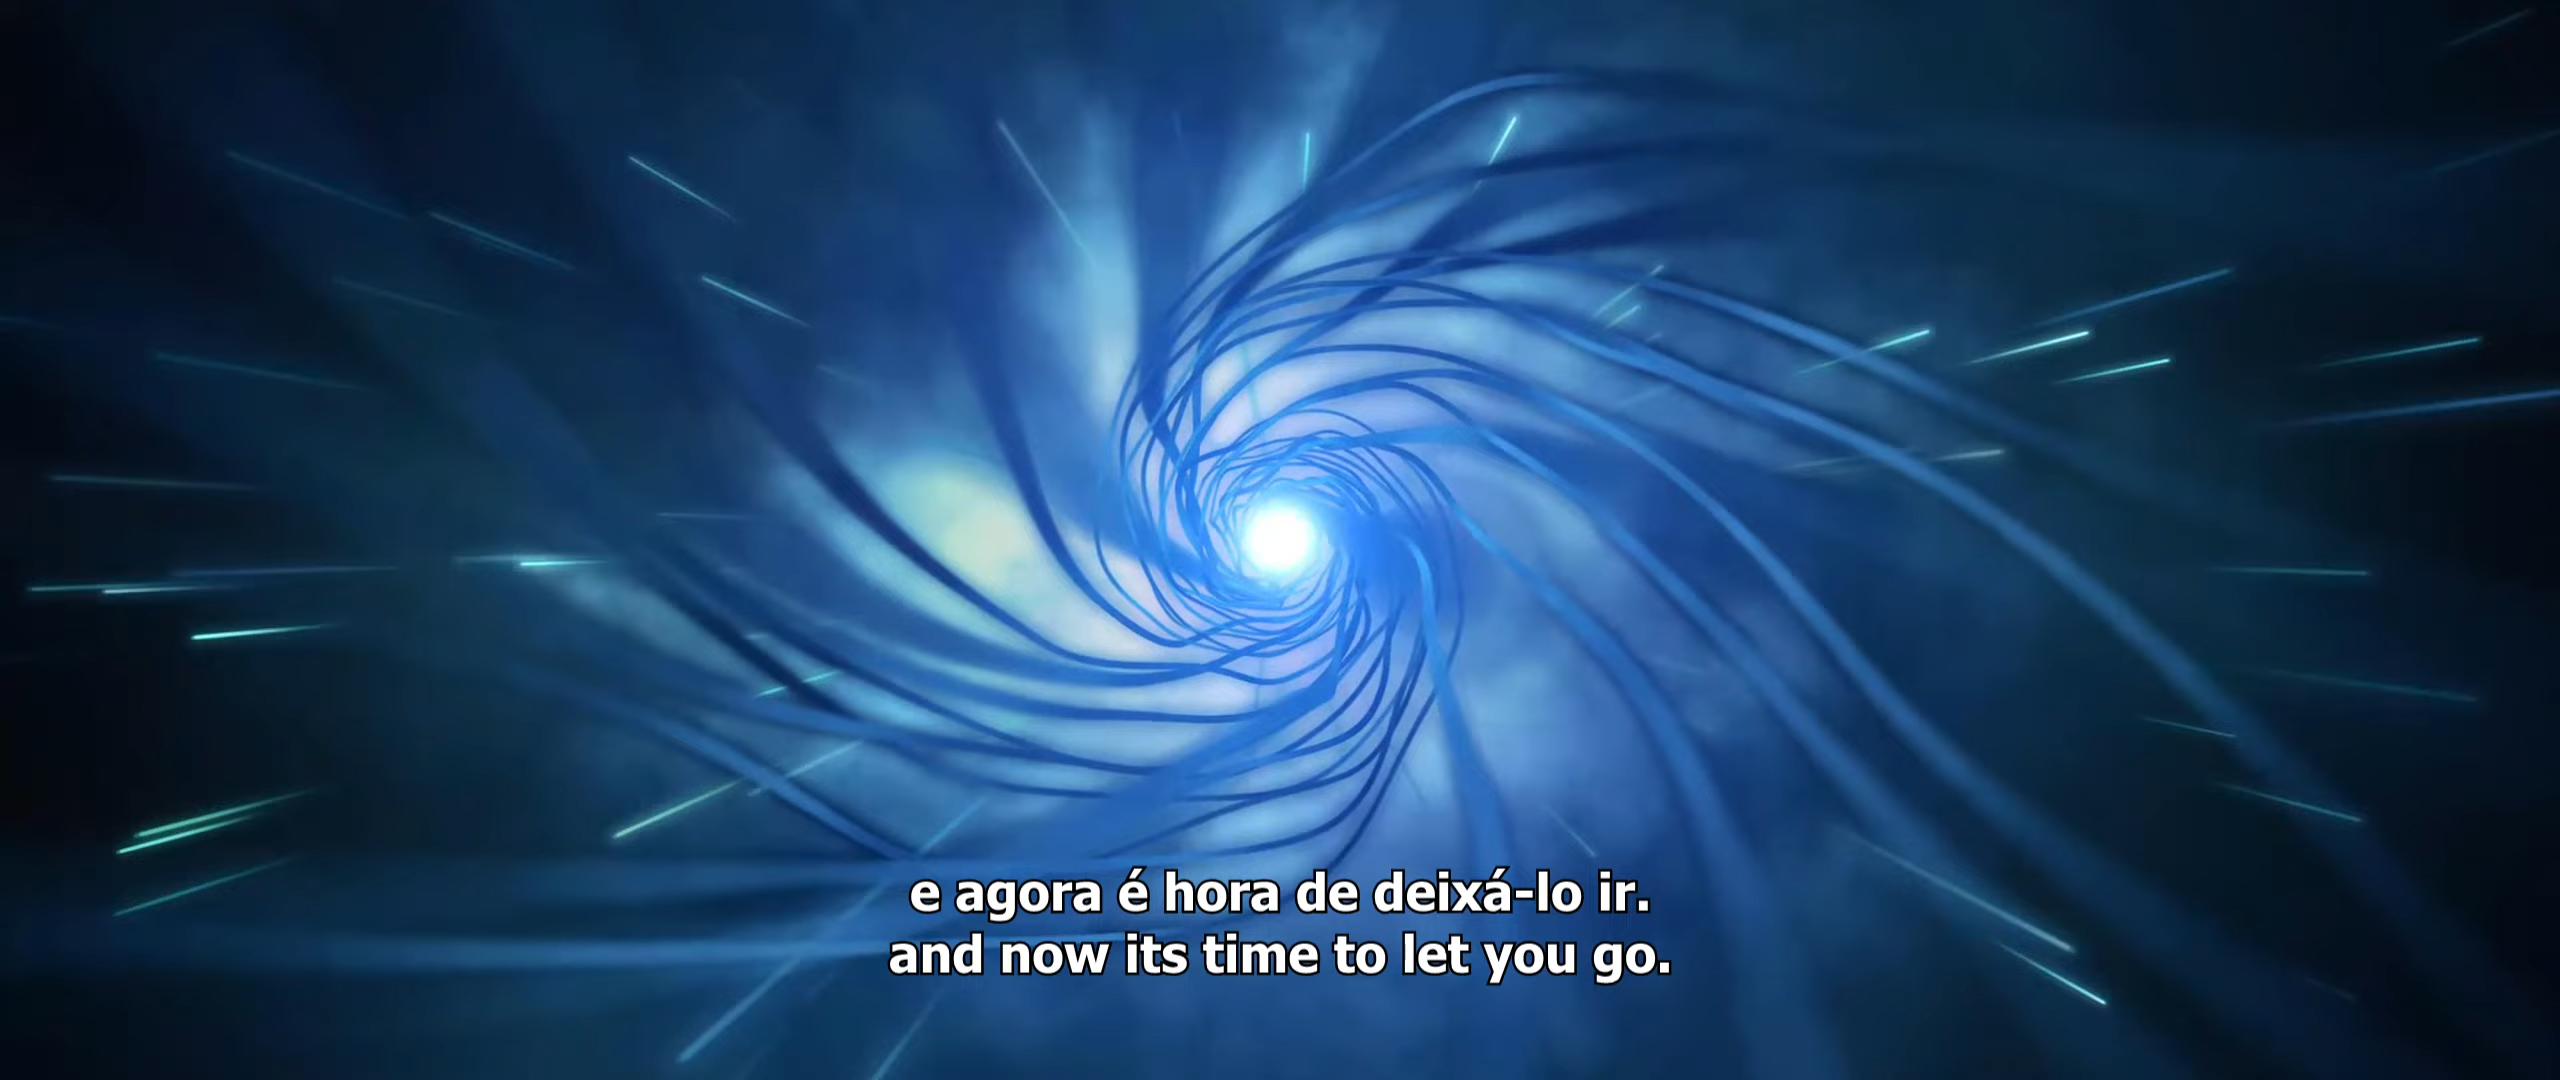 e agora é hora de deixá-lo ir.
and now its time to let you go.